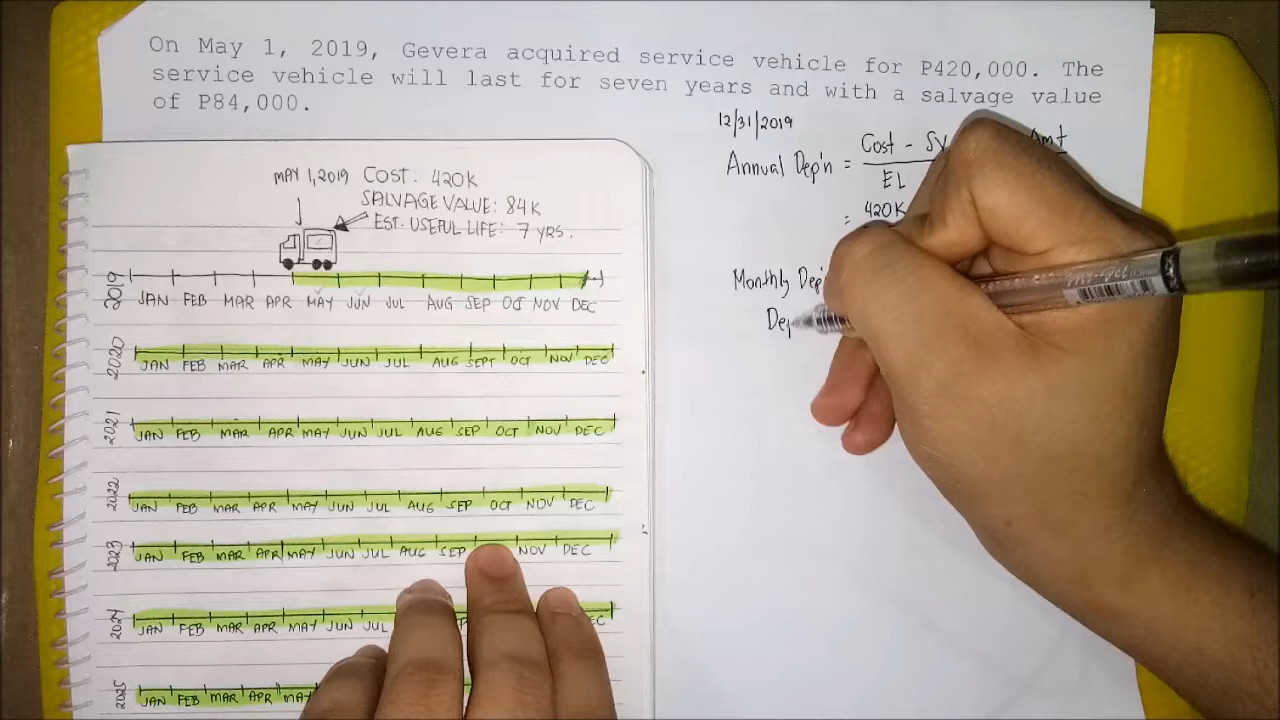 On May 1, 2019, Gevera acquired service vehicle for P420,000. The
service vehicle will last for seven years and with a salvage value
of P84,000.
12/31/2019
Annual Dep'n = Cost - SV Amt
EL
= 420K
Monthly Dep'
Dep
MAY 1, 2019 COST: 420K
SALVAGE VALUE: 84K
EST. USEFUL LIFE: 7 YRS.
2019
JAN FEB MAR APR MAY JUN JUL AUG SEP OCT NOV DEC
2020
JAN FEB MAR APR MAY JUN JUL AUG SEPT OCT NOV DEC
2021
JAN FEB MAR APR MAY JUN JUL AUG SEP OCT NOV DEC
2022
JAN FEB MAR APR MAY JUN JUL AUG SEP OCT NOV DEC
2023
JAN FEB MAR APR MAY JUN JUL AUG SEP NOV DEC
2024
JAN FEB MAR APR MAY JUN JUL EC
2025
JAN FEB MAR APR MAY